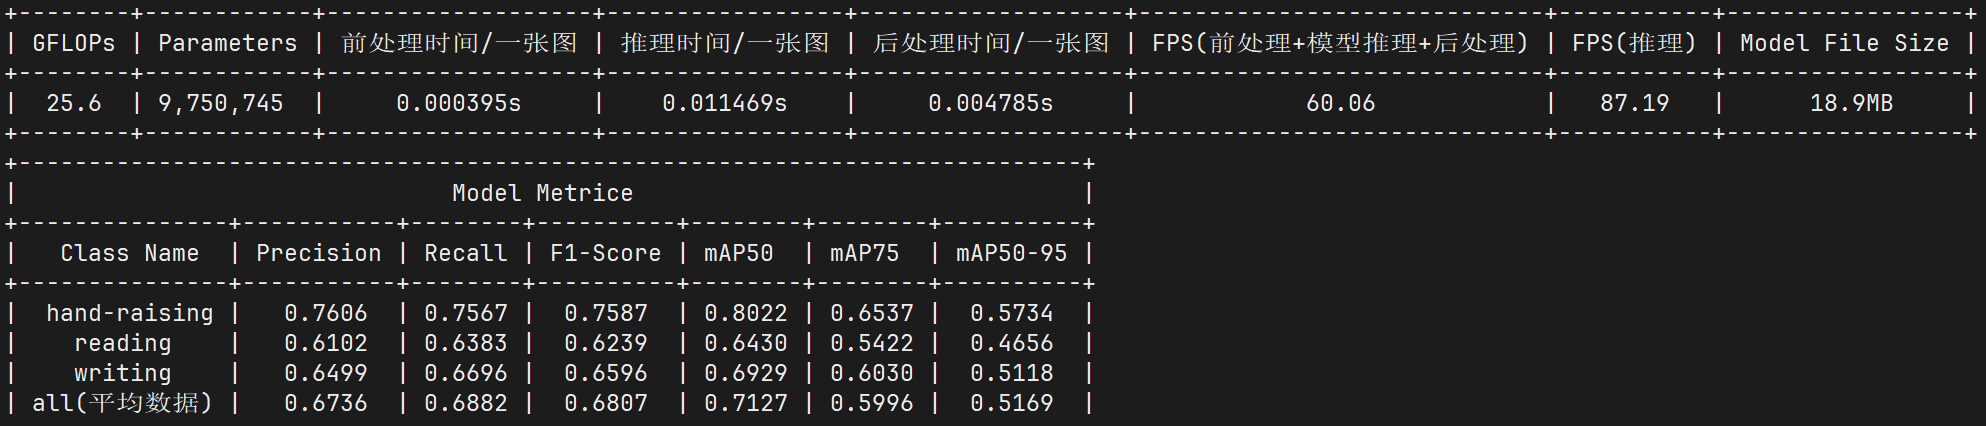 GFLOPs | Parameters | 前处理时间/一张图 | 推理时间/一张图 | 后处理时间/一张图 | FPS(前处理+模型推理+后处理) | FPS(推理) | Model File Size
25.6 | 9,750,745 | 0.000395s | 0.011469s | 0.004785s | 60.06 | 87.19 | 18.9MB
Model Metrice
Class Name | Precision | Recall | F1-Score | mAP50 | mAP75 | mAP50-95
hand-raising | 0.7606 | 0.7567 | 0.7587 | 0.8022 | 0.6537 | 0.5734
reading | 0.6102 | 0.6383 | 0.6239 | 0.6430 | 0.5422 | 0.4656
writing | 0.6499 | 0.6696 | 0.6596 | 0.6929 | 0.6030 | 0.5118
all(平均数据) | 0.6736 | 0.6882 | 0.6807 | 0.7127 | 0.5996 | 0.5169